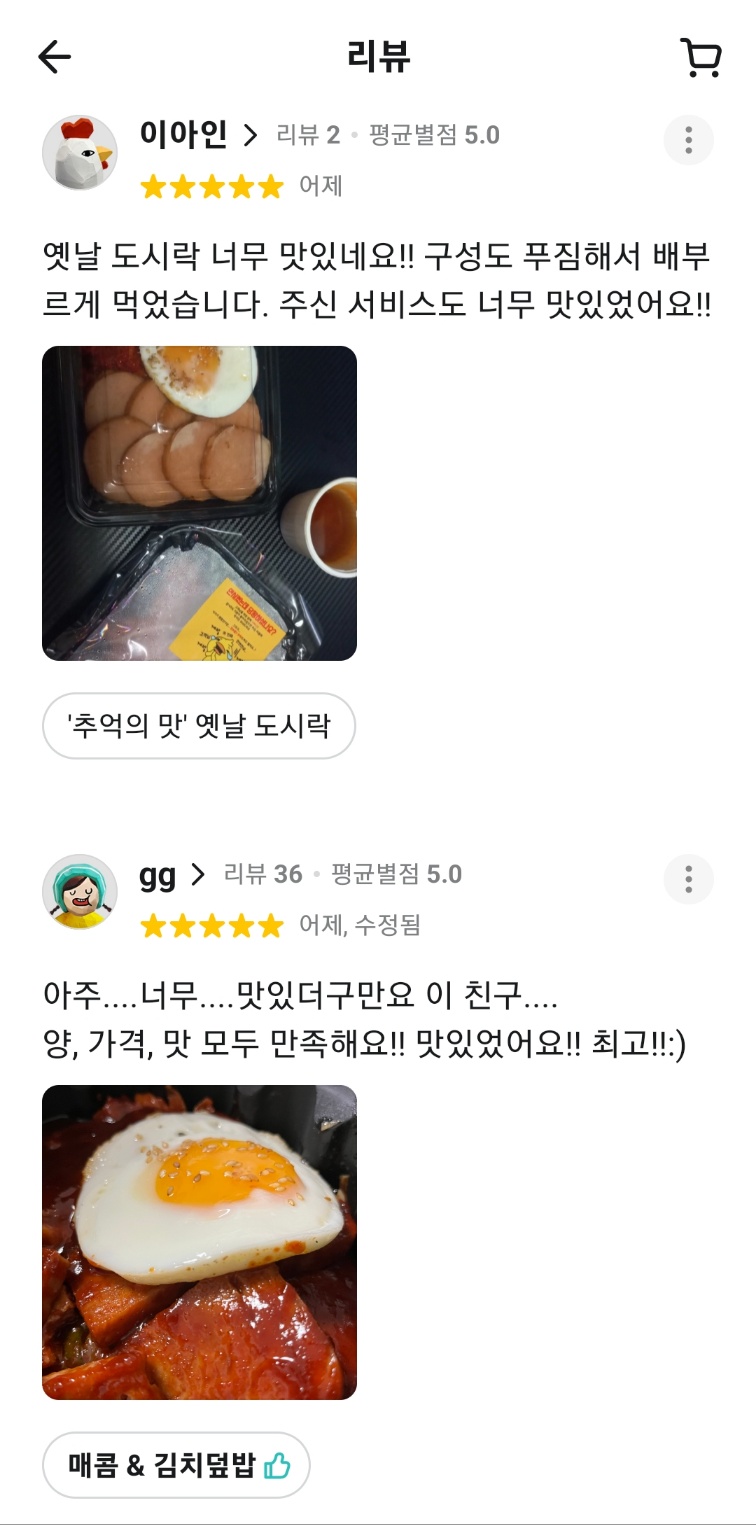 리뷰
이아인 > 리뷰 2 • 평균별점 5.0
어제
옛날 도시락 너무 맛있네요!! 구성도 푸짐해서 배부
르게 먹었습니다. 주신 서비스도 너무 맛있었어요!!
'추억의 맛' 옛날 도시락
gg > 리뷰 36 • 평균별점 5.0
어제, 수정됨
아주....너무....맛있더구만요 이 친구....
양, 가격, 맛 모두 만족해요!! 맛있었어요!! 최고!!:)
매콤 & 김치덮밥